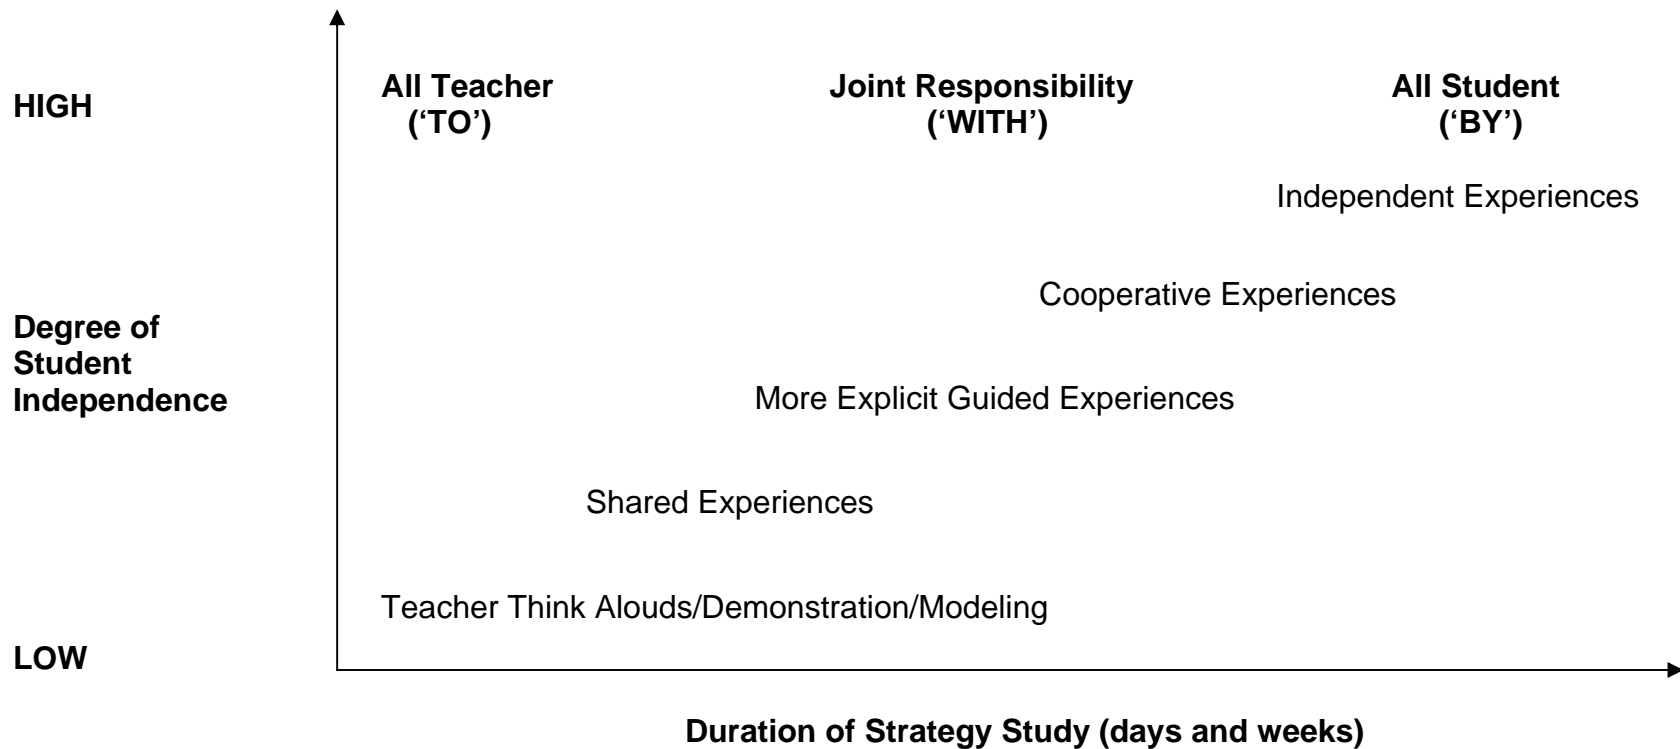 HIGH
All Teacher
(‘TO’)
Joint Responsibility
(‘WITH’)
All Student
(‘BY’)
Independent Experiences
Cooperative Experiences
Degree of
Student
Independence
More Explicit Guided Experiences
Shared Experiences
Teacher Think Alouds/Demonstration/Modeling
LOW
Duration of Strategy Study (days and weeks)